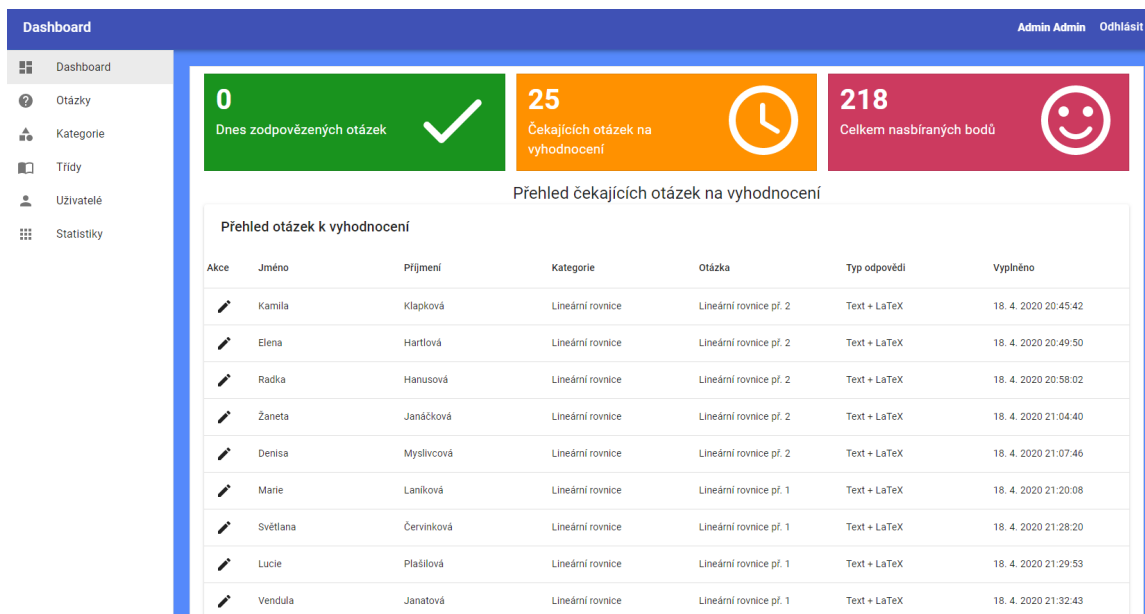 Dashboard Admin Admin Odhlásit
Dashboard
Otázky
Kategorie
Třídy
Uživatelé
Statistiky
0
Dnes zodpovězených otázek
25
Čekajících otázek na
vyhodnocení
218
Celkem nasbíraných bodů
Přehled čekajících otázek na vyhodnocení
Přehled otázek k vyhodnocení
Akce Jméno Příjmení Kategorie Otázka Typ odpovědi Vyplněno
Kamila Klapková Lineární rovnice Lineární rovnice př. 2 Text + LaTeX 18. 4. 2020 20:45:42
Elena Hartlová Lineární rovnice Lineární rovnice př. 2 Text + LaTeX 18. 4. 2020 20:49:50
Radka Hanusová Lineární rovnice Lineární rovnice př. 2 Text + LaTeX 18. 4. 2020 20:58:02
Žaneta Janáčková Lineární rovnice Lineární rovnice př. 2 Text + LaTeX 18. 4. 2020 21:04:40
Denisa Myslivcová Lineární rovnice Lineární rovnice př. 2 Text + LaTeX 18. 4. 2020 21:07:46
Marie Laníková Lineární rovnice Lineární rovnice př. 1 Text + LaTeX 18. 4. 2020 21:20:08
Světlana Červinková Lineární rovnice Lineární rovnice př. 1 Text + LaTeX 18. 4. 2020 21:28:20
Lucie Plašilová Lineární rovnice Lineární rovnice př. 1 Text + LaTeX 18. 4. 2020 21:29:53
Vendula Janatová Lineární rovnice Lineární rovnice př. 1 Text + LaTeX 18. 4. 2020 21:32:43